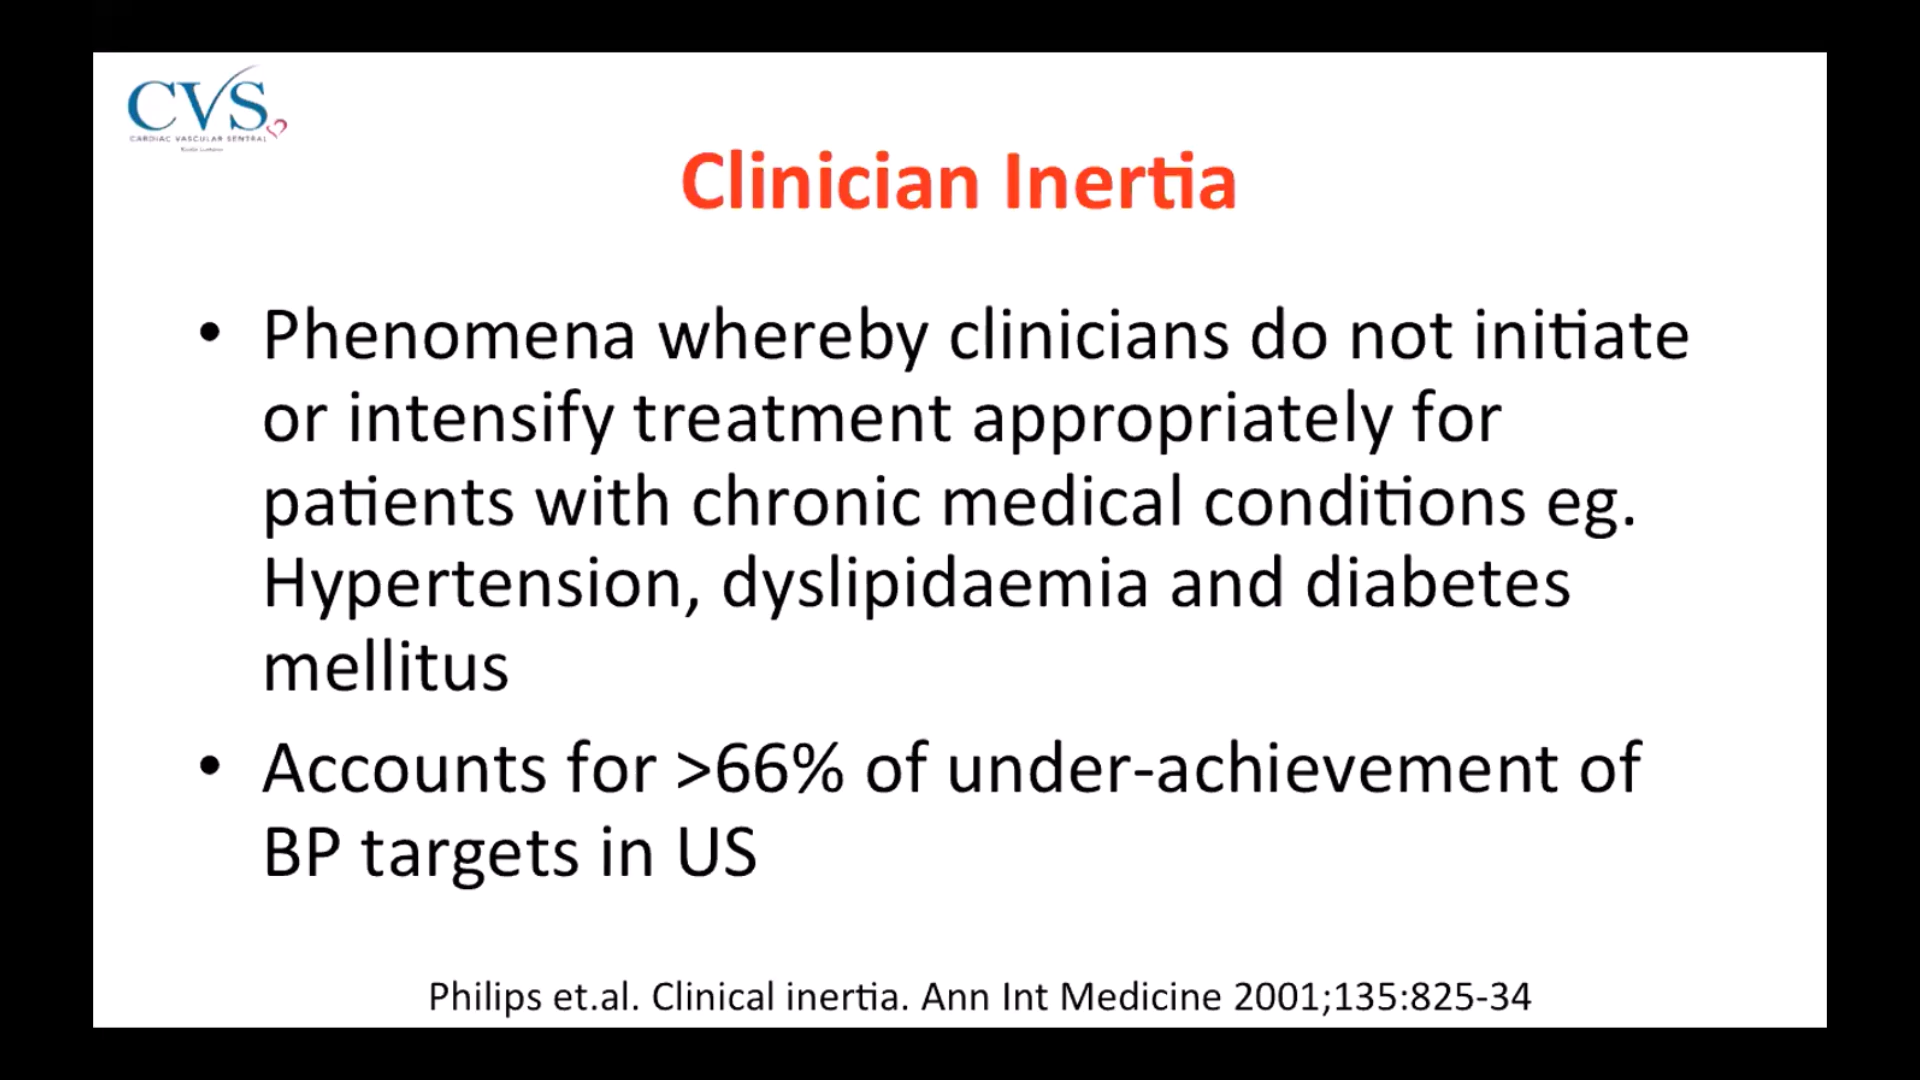 CVS
CARDIAC VASCULAR SENTRAL
Clinician Inertia
• Phenomena whereby clinicians do not initiate
or intensify treatment appropriately for
patients with chronic medical conditions eg.
Hypertension, dyslipidaemia and diabetes
mellitus
• Accounts for >66% of under-achievement of
BP targets in US
Philips et.al. Clinical inertia. Ann Int Medicine 2001;135:825-34